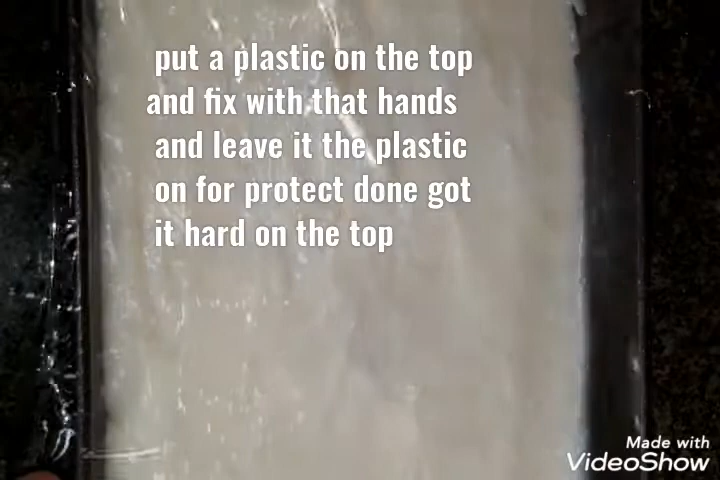 put a plastic on the top
and fix with that hands
and leave it the plastic
on for protect done got
it hard on the top
Made with
VideoShow